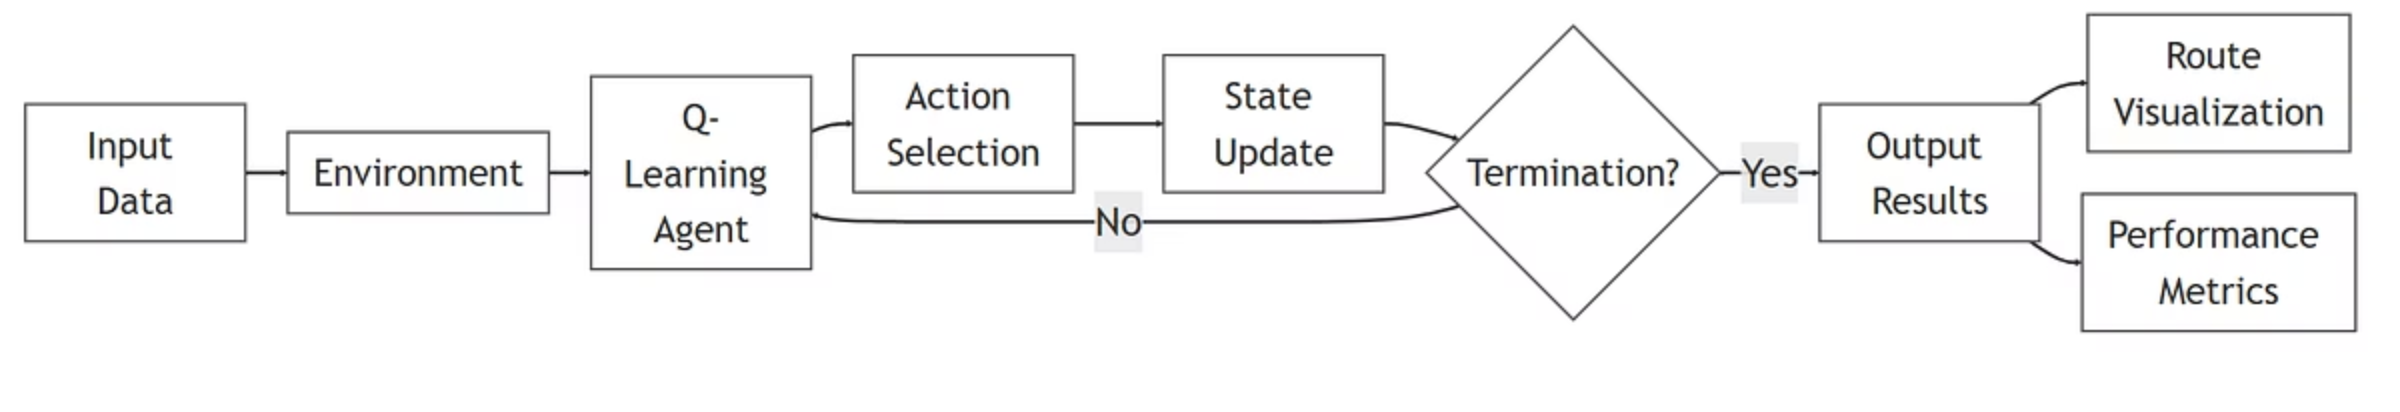 Input
Data
Environment
Q-
Learning
Agent
Action
Selection
State
Update
Termination?
No
Yes
Output
Results
Route
Visualization
Performance
Metrics